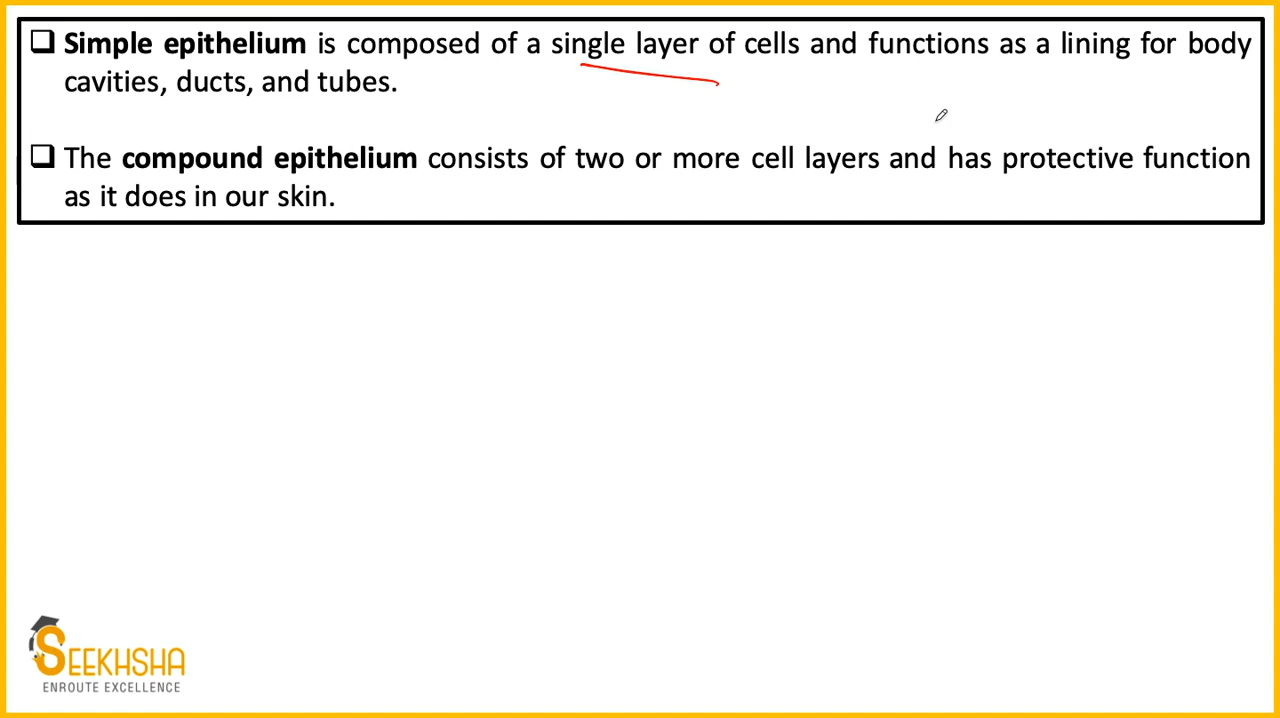 Simple epithelium is composed of a single layer of cells and functions as a lining for body
cavities, ducts, and tubes.
The compound epithelium consists of two or more cell layers and has protective function
as it does in our skin.
SEEKHSHA
ENROUTE EXCELLENCE